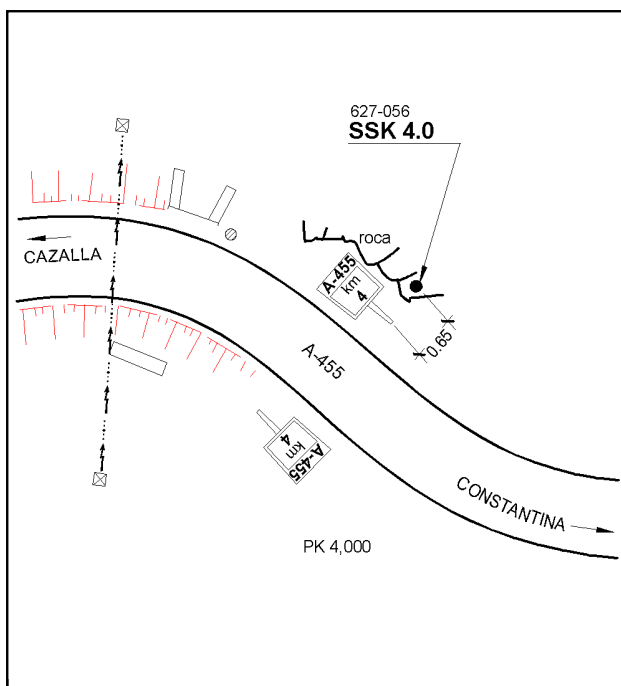 627-056
SSK 4.0
roca
CAZALLA
A-455
km
4
0.65
A-455
4
km
A-455
CONSTANTINA
PK 4,000